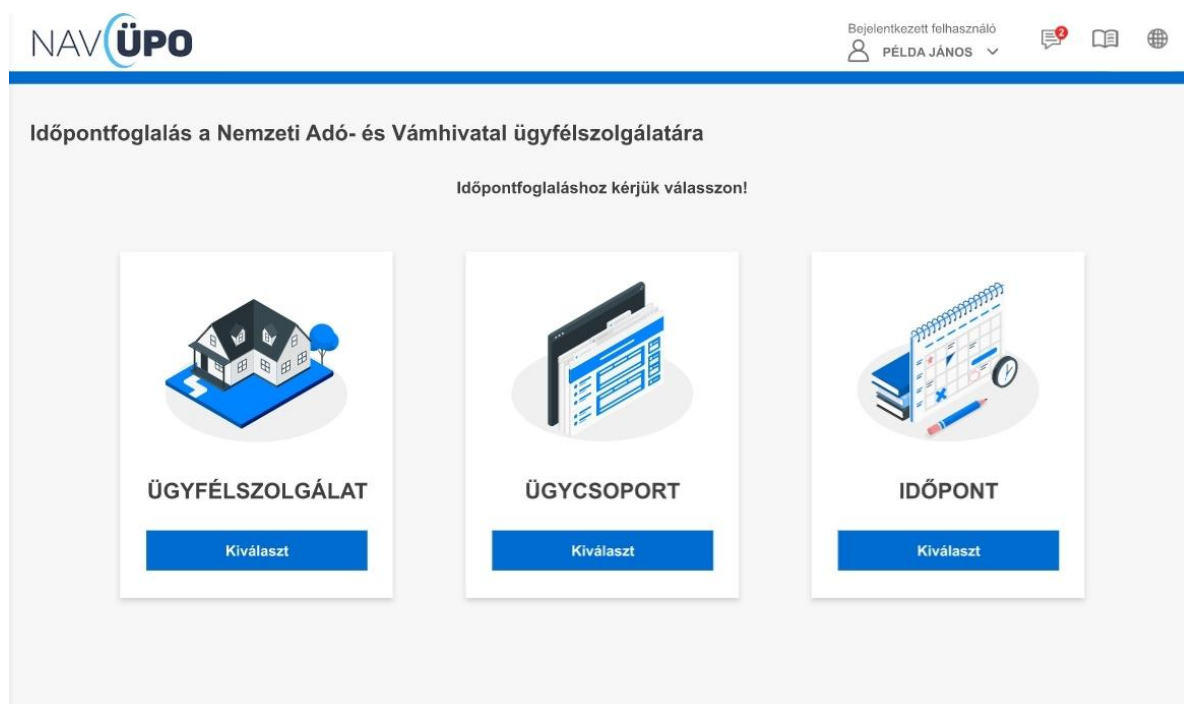 NAV ÜPO
Bejelentkezett felhasználó
PÉLDA JÁNOS
2
Időpontfoglalás a Nemzeti Adó- és Vámhivatal ügyfélszolgálatára
Időpontfoglaláshoz kérjük válasszon!
ÜGYFÉLSZOLGÁLAT
ÜGYCSOPORT
IDŐPONT
Kiválaszt
Kiválaszt
Kiválaszt